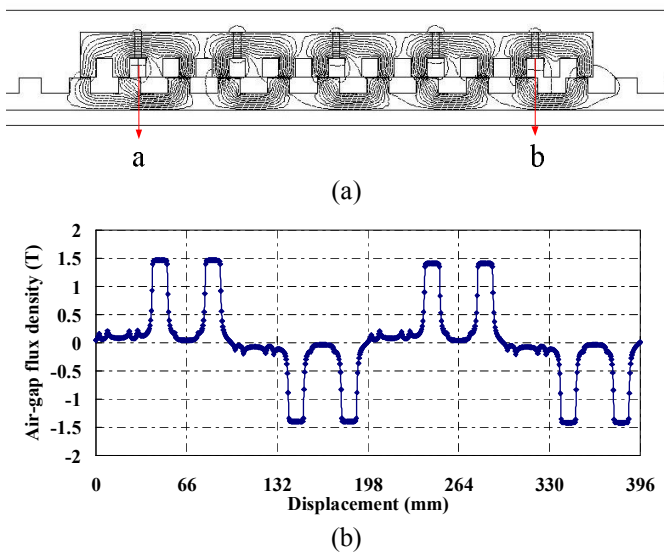 a
b
(a)
2
1.5
1
0.5
0
-0.5
-1
-1.5
-2
Air-gap flux density (T)
0 66 132 198 264 330 396
Displacement (mm)
(b)